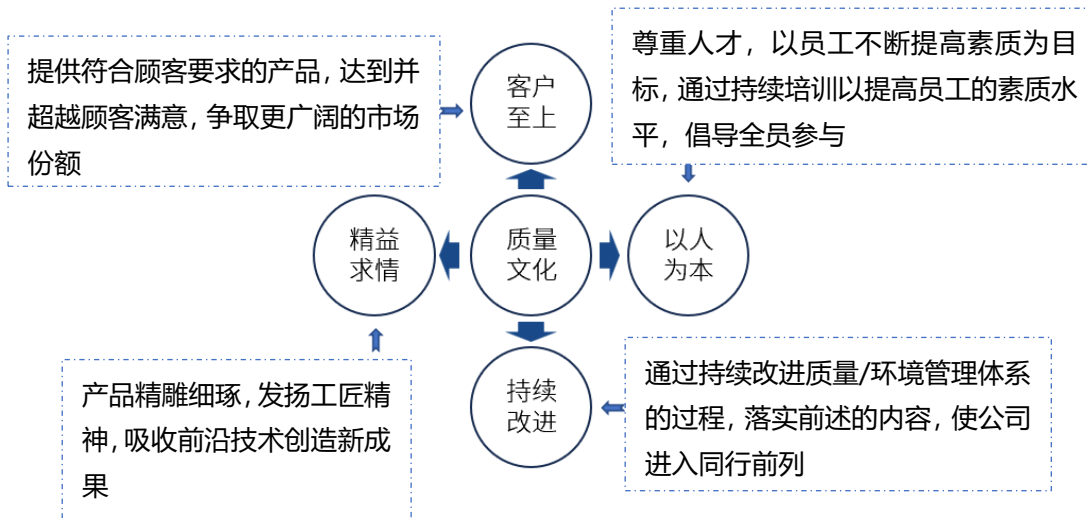 提供符合顾客要求的产品，达到并
超越顾客满意，争取更广阔的市场
份额
客户
至上
尊重人才，以员工不断提高素质为目
标，通过持续培训以提高员工的素质水
平，倡导全员参与
精益
求情
质量
文化
以人
为本
产品精雕细琢，发扬工匠精
神，吸收前沿技术创造新成
果
持续
改进
通过持续改进质量/环境管理体系
的过程，落实前述的内容，使公司
进入同行前列